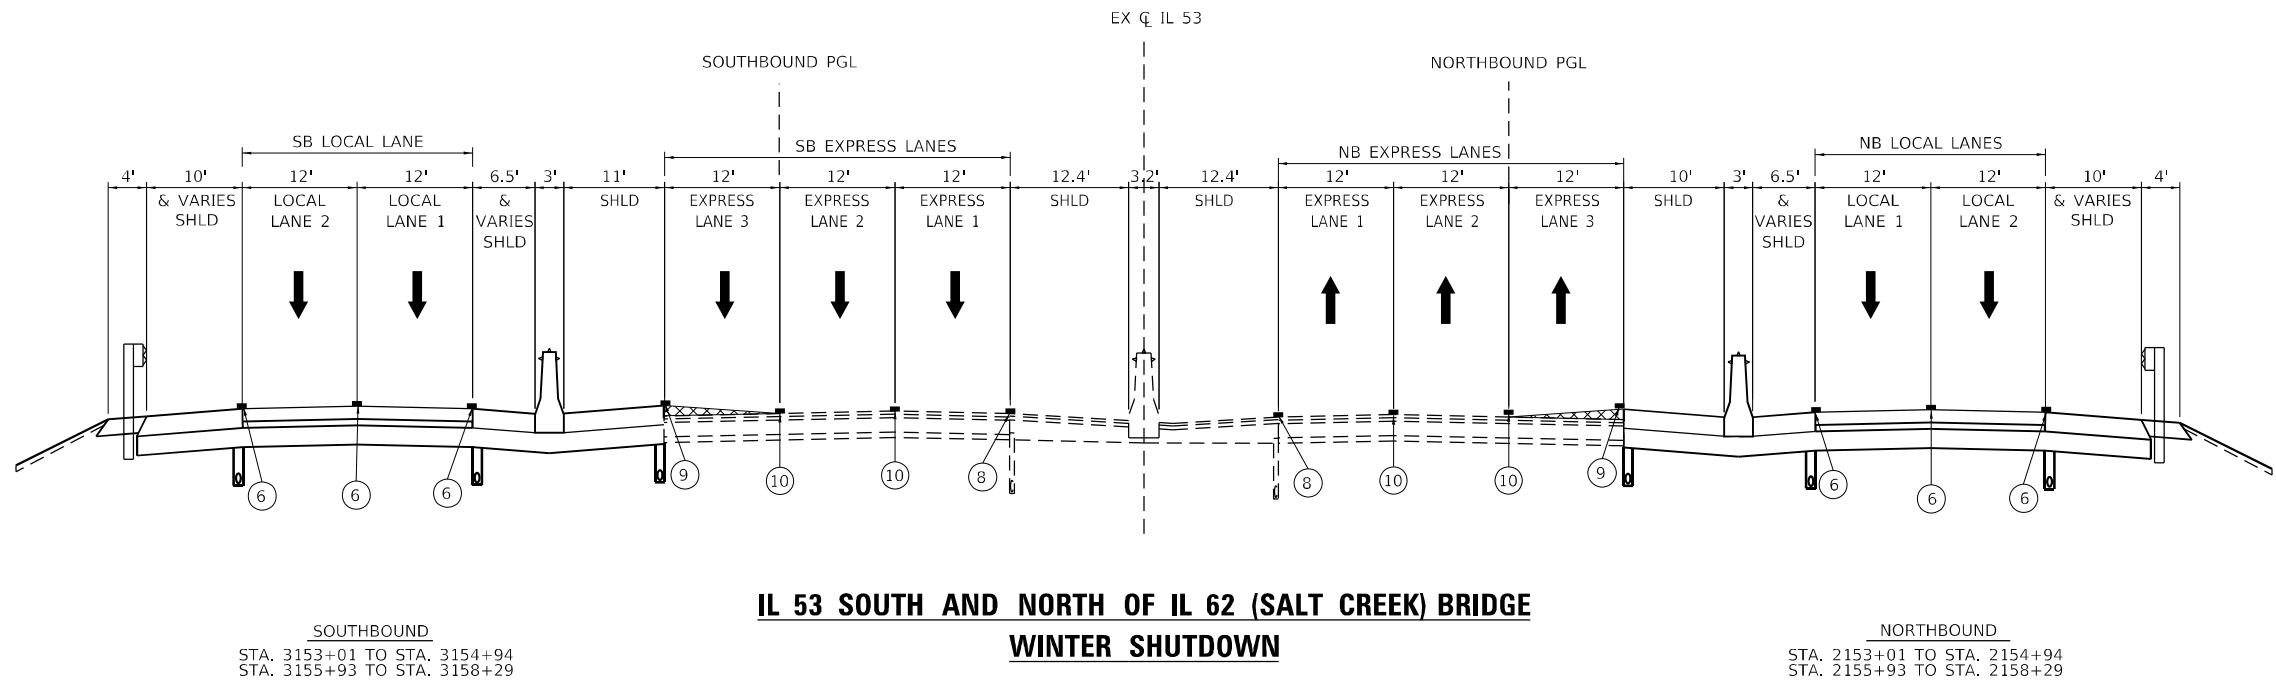 EX ℄ IL 53
SOUTHBOUND PGL
NORTHBOUND PGL
SB LOCAL LANE
SB EXPRESS LANES
NB EXPRESS LANES
NB LOCAL LANES
4' 10' 12' 12' 6.5' 3' 11' 12' 12' 12' 12.4' 3.2' 12.4' 12' 12' 12' 10' 3' 6.5' 12' 12' 10' 4'
& VARIES SHLD
LOCAL LANE 2
LOCAL LANE 1
& VARIES SHLD
SHLD
EXPRESS LANE 3
EXPRESS LANE 2
EXPRESS LANE 1
SHLD
SHLD
EXPRESS LANE 1
EXPRESS LANE 2
EXPRESS LANE 3
SHLD
& VARIES SHLD
LOCAL LANE 1
LOCAL LANE 2
& VARIES SHLD
6 6 6 9 10 10 8 8 10 10 9 6 6 6
IL 53 SOUTH AND NORTH OF IL 62 (SALT CREEK) BRIDGE
WINTER SHUTDOWN
SOUTHBOUND
STA. 3153+01 TO STA. 3154+94
STA. 3155+93 TO STA. 3158+29
NORTHBOUND
STA. 2153+01 TO STA. 2154+94
STA. 2155+93 TO STA. 2158+29